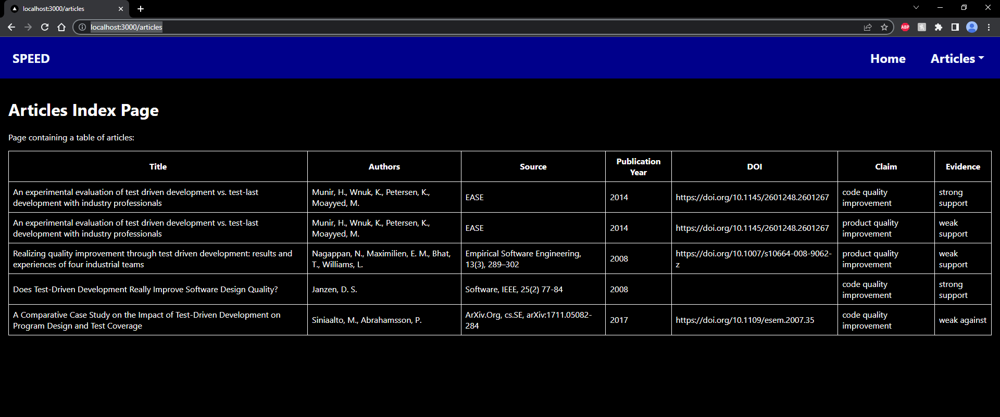 localhost:3000/articles
localhost:3000/articles
ABP
SPEED
Home
Articles
Articles Index Page
Page containing a table of articles:
Title
Authors
Source
Publication
Year
DOI
Claim
Evidence
An experimental evaluation of test driven development vs. test-last
development with industry professionals
Munir, H., Wnuk, K., Petersen, K.,
Moayyed, M.
EASE
2014
https://doi.org/10.1145/2601248.2601267
code quality
improvement
strong
support
An experimental evaluation of test driven development vs. test-last
development with industry professionals
Munir, H., Wnuk, K., Petersen, K.,
Moayyed, M.
EASE
2014
https://doi.org/10.1145/2601248.2601267
product quality
improvement
weak
support
Realizing quality improvement through test driven development: results and
experiences of four industrial teams
Nagappan, N., Maximilien, E. M., Bhat,
T., Williams, L.
Empirical Software Engineering,
13(3), 289–302
2008
https://doi.org/10.1007/s10664-008-9062-
z
product quality
improvement
weak
support
Does Test-Driven Development Really Improve Software Design Quality?
Janzen, D. S.
Software, IEEE, 25(2) 77-84
2008
code quality
improvement
strong
support
A Comparative Case Study on the Impact of Test-Driven Development on
Program Design and Test Coverage
Siniaalto, M., Abrahamsson, P.
ArXiv.Org, cs.SE, arXiv:1711.05082-
284
2017
https://doi.org/10.1109/esem.2007.35
code quality
improvement
weak against